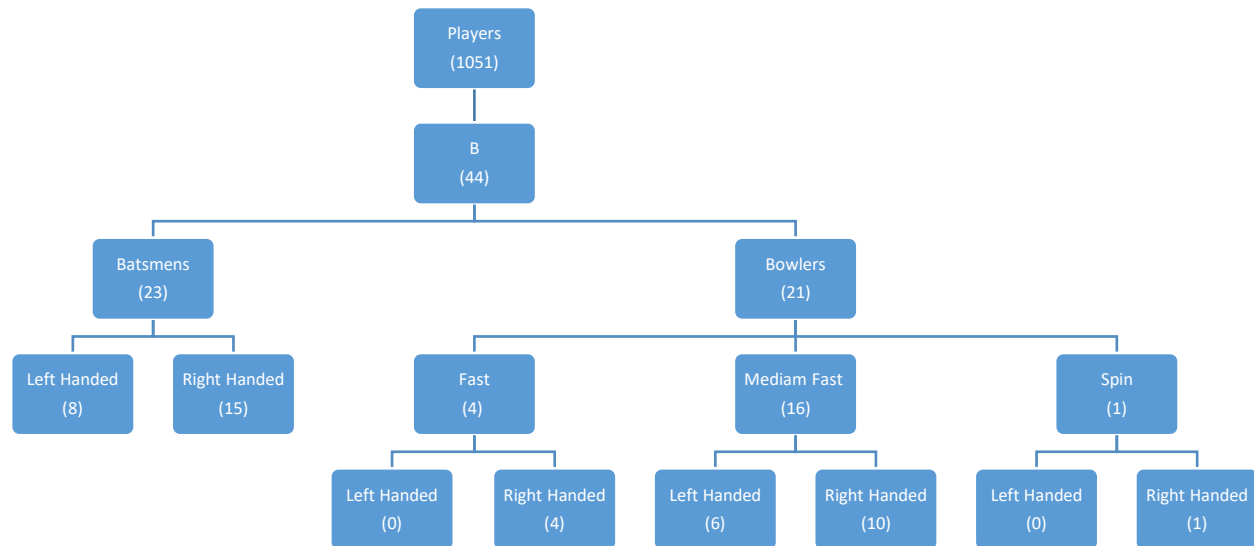 Players
(1051)
B
(44)
Batsmens
(23)
Bowlers
(21)
Left Handed
(8)
Right Handed
(15)
Fast
(4)
Mediam Fast
(16)
Spin
(1)
Left Handed
(0)
Right Handed
(4)
Left Handed
(6)
Right Handed
(10)
Left Handed
(0)
Right Handed
(1)